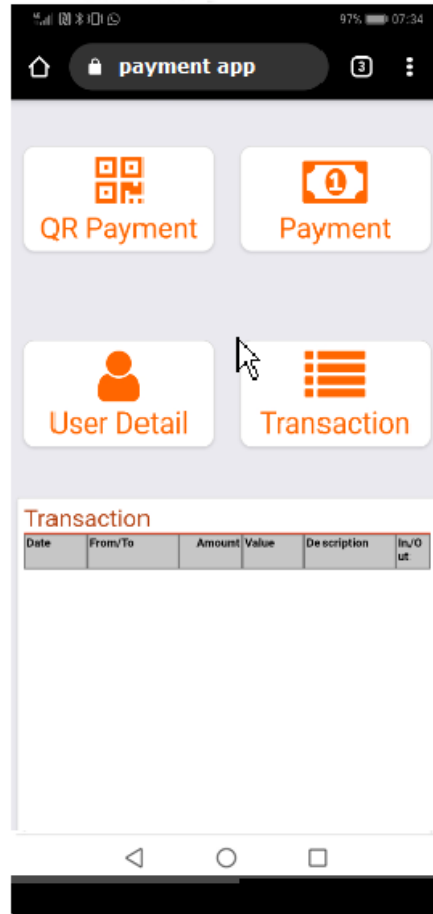 97% 07:34
payment app 3
QR Payment
Payment
User Detail
Transaction
Transaction
Date From/To Amount Value Description In/O
ut